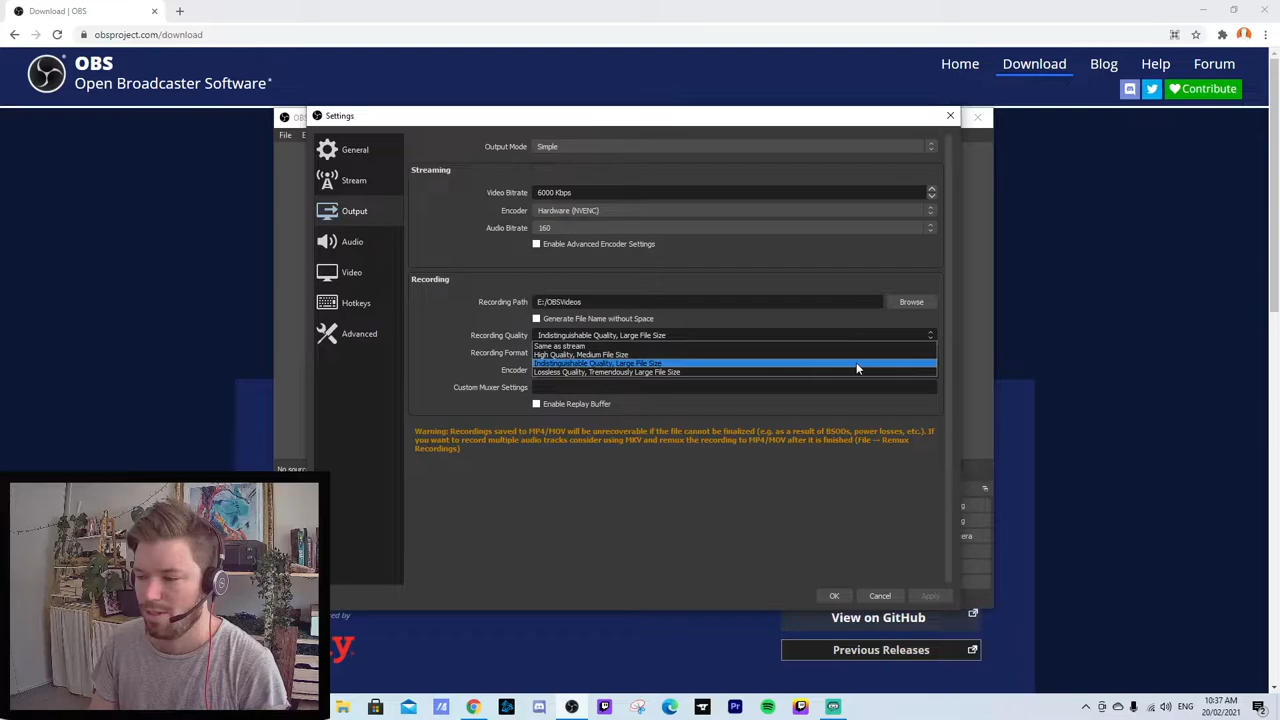 Download | OBS
obsproject.com/download
OBS
Open Broadcaster Software
Home
Download
Blog
Help
Forum
Contribute
Settings
File
General
Stream
Output
Audio
Video
Hotkeys
Advanced
Output Mode
Simple
Streaming
Video Bitrate
6000 Kbps
Encoder
Hardware (NVENC)
Audio Bitrate
160
Enable Advanced Encoder Settings
Recording
Recording Path
E:/OBSVideos
Browse
Generate File Name without Space
Recording Quality
Indistinguishable Quality, Large File Size
Same as stream
High Quality, Medium File Size
Indistinguishable Quality, Large File Size
Lossless Quality, Tremendously Large File Size
Recording Format
Encoder
Custom Muxer Settings
Enable Replay Buffer
Warning: Recordings saved to MP4/MOV will be unrecoverable if the file cannot be finalized (e.g. as a result of BSODs, power losses, etc.). If
you want to record multiple audio tracks consider using MKV and remux the recording to MP4/MOV after it is finished (File → Remux
Recordings)
OK
Cancel
Apply
View on GitHub
Previous Releases
ENG
10:37 AM
20/02/2021